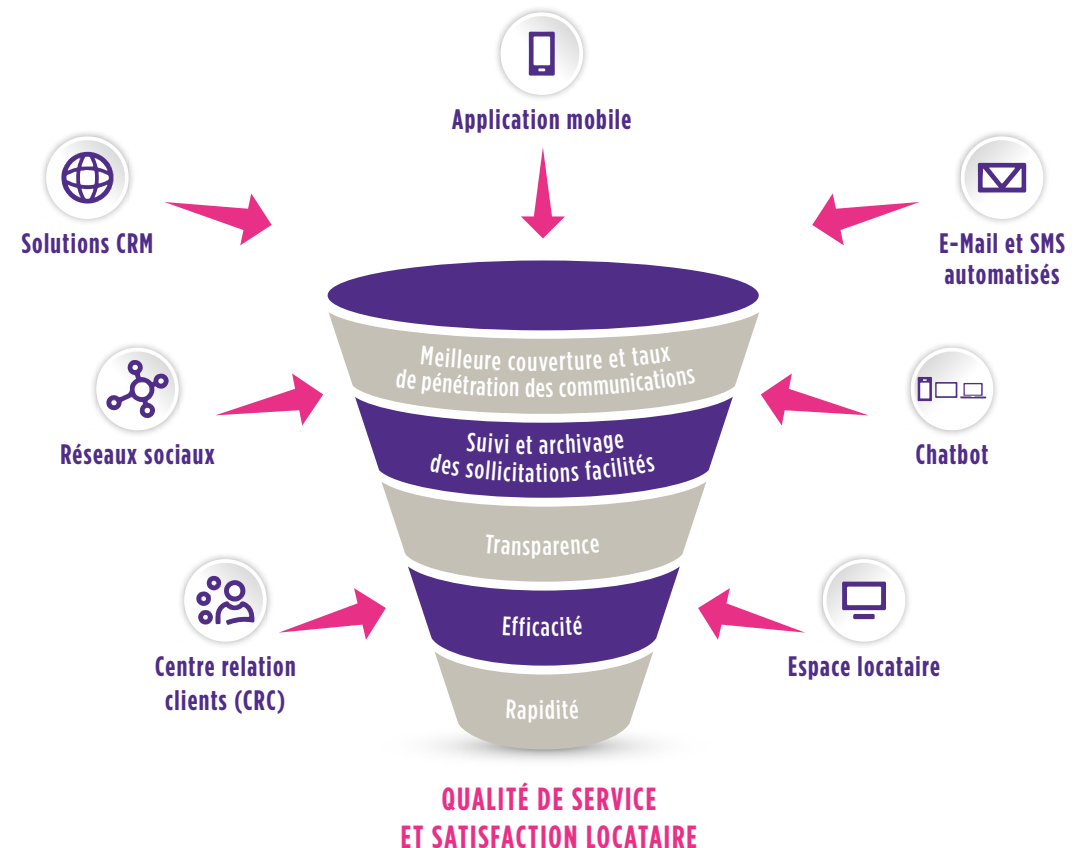 Application mobile
Solutions CRM
E-Mail et SMS
automatisés
Meilleure couverture et taux
de pénétration des communications
Réseaux sociaux
Suivi et archivage
des sollicitations facilités
Chatbot
Transparence
Efficacité
Centre relation
clients (CRC)
Espace locataire
Rapidité
QUALITÉ DE SERVICE
ET SATISFACTION LOCATAIRE